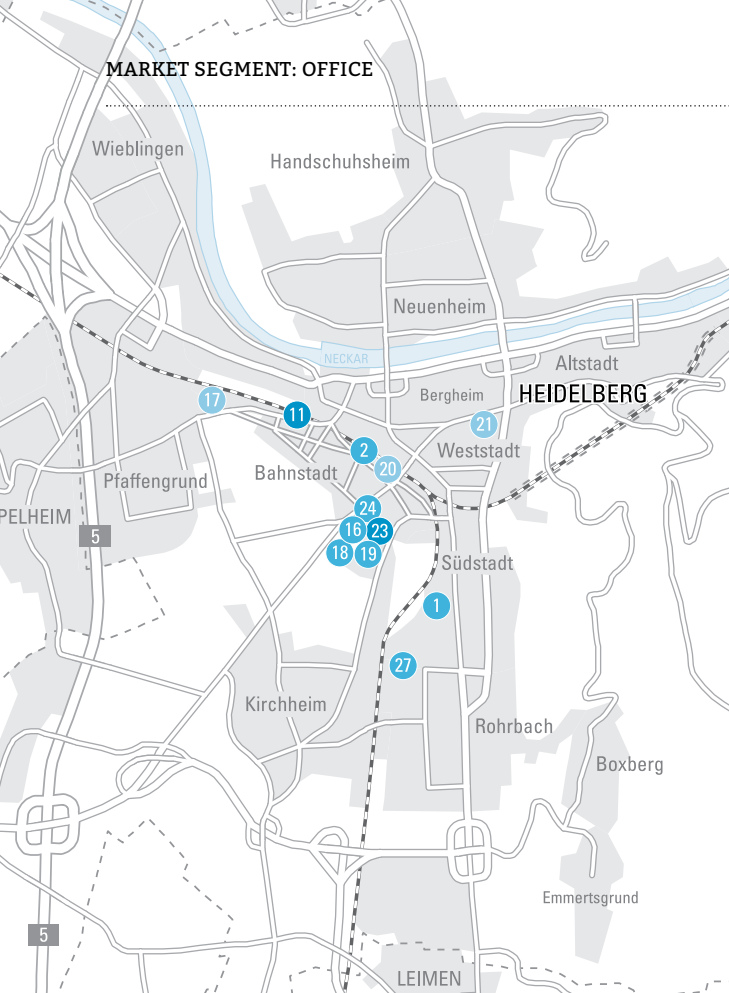 MARKET SEGMENT: OFFICE
Wieblingen
Handschuhsheim
Neuenheim
NECKAR
Altstadt
Bergheim
HEIDELBERG
17
11
21
2
Weststadt
20
Bahnstadt
Pfaffengrund
24
PELHEIM
16
23
5
18
19
Südstadt
1
27
Kirchheim
Rohrbach
Boxberg
Emmertsgrund
5
LEIMEN